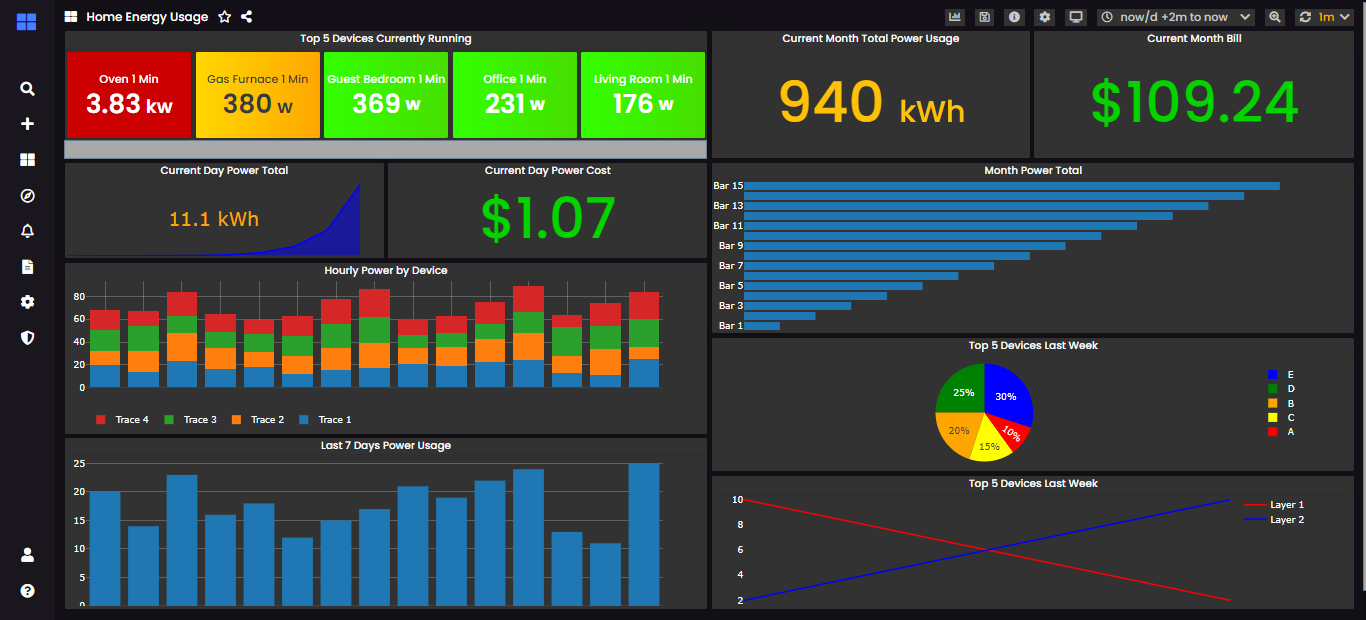 Home Energy Usage
now/d +2m to now
1m
Top 5 Devices Currently Running
Oven 1 Min
3.83 kw
Gas Furnace 1 Min
380 w
Guest Bedroom 1 Min
369 w
Office 1 Min
231 w
Living Room 1 Min
176 w
Current Month Total Power Usage
940 kWh
Current Month Bill
$109.24
Current Day Power Total
11.1 kWh
Current Day Power Cost
$1.07
Month Power Total
Bar 15
Bar 13
Bar 11
Bar 9
Bar 7
Bar 5
Bar 3
Bar 1
Hourly Power by Device
80
60
40
20
0
Trace 4
Trace 3
Trace 2
Trace 1
Top 5 Devices Last Week
30%
25%
20%
15%
10%
E
D
B
C
A
Last 7 Days Power Usage
25
20
15
10
5
0
Top 5 Devices Last Week
10
8
6
4
2
Layer 1
Layer 2